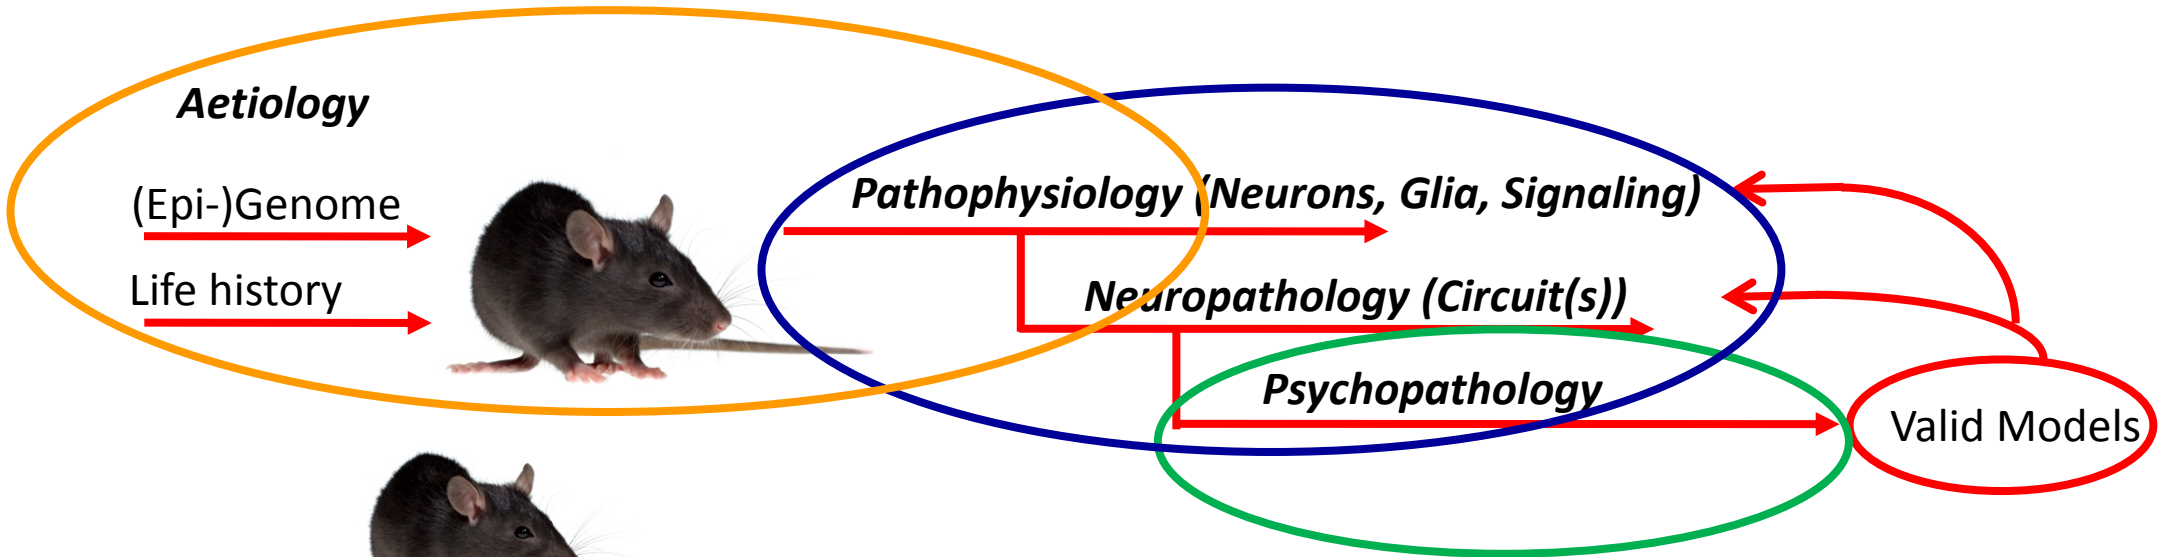 Aetiology
(Epi-)Genome
Life history
Pathophysiology (Neurons, Glia, Signaling)
Neuropathology (Circuit(s))
Psychopathology
Valid Models